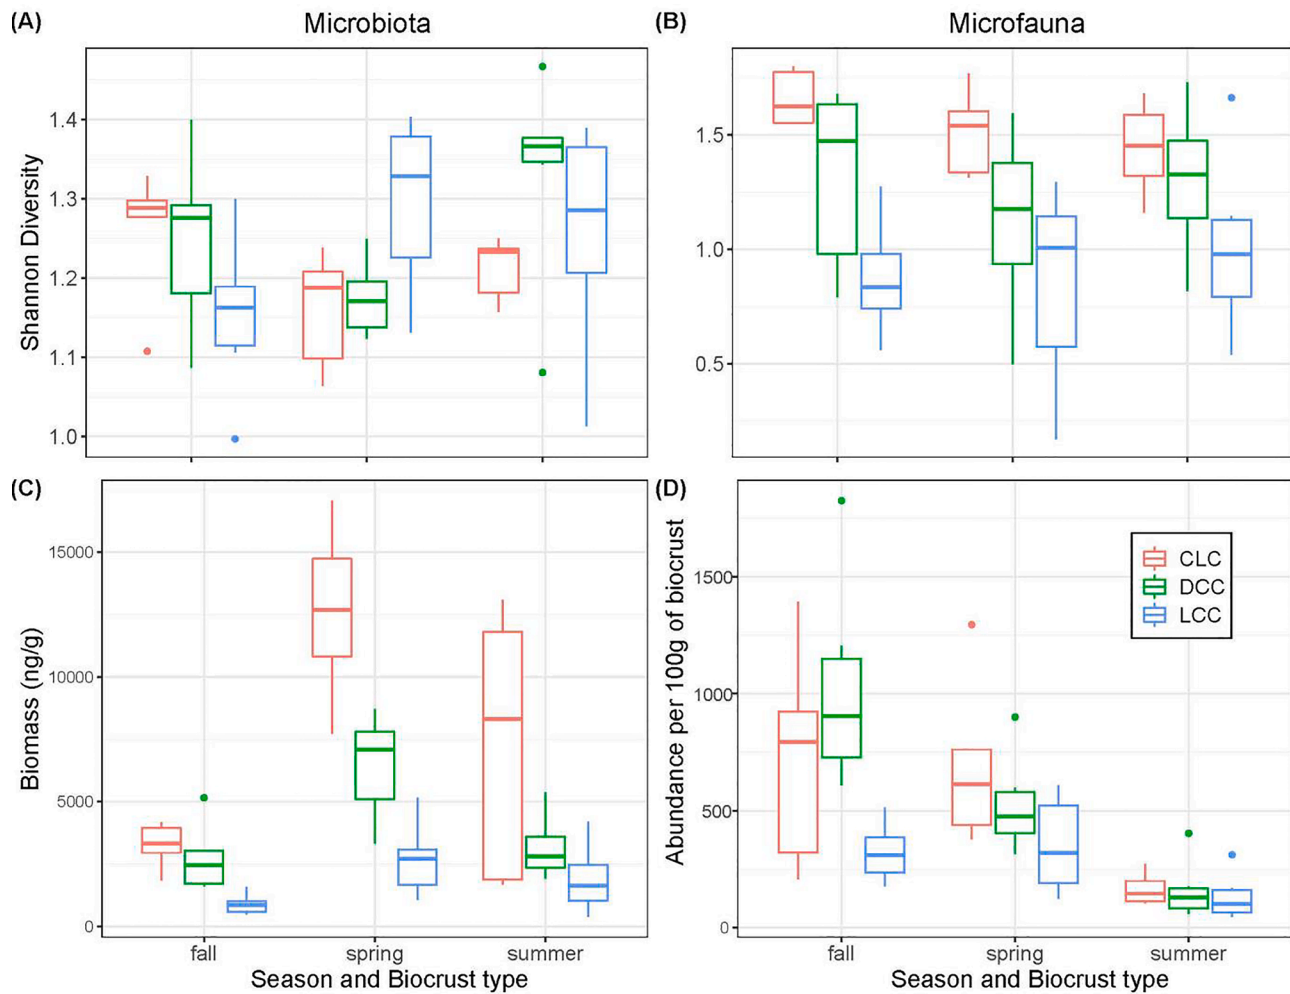 (A) Microbiota
(B) Microfauna
Shannon Diversity
1.4
1.3
1.2
1.1
1.0
1.5
1.0
0.5
(C)
Biomass (ng/g)
15000
10000
5000
0
fall spring summer
Season and Biocrust type
(D)
Abundance per 100g of biocrust
1500
1000
500
0
CLC
DCC
LCC
fall spring summer
Season and Biocrust type